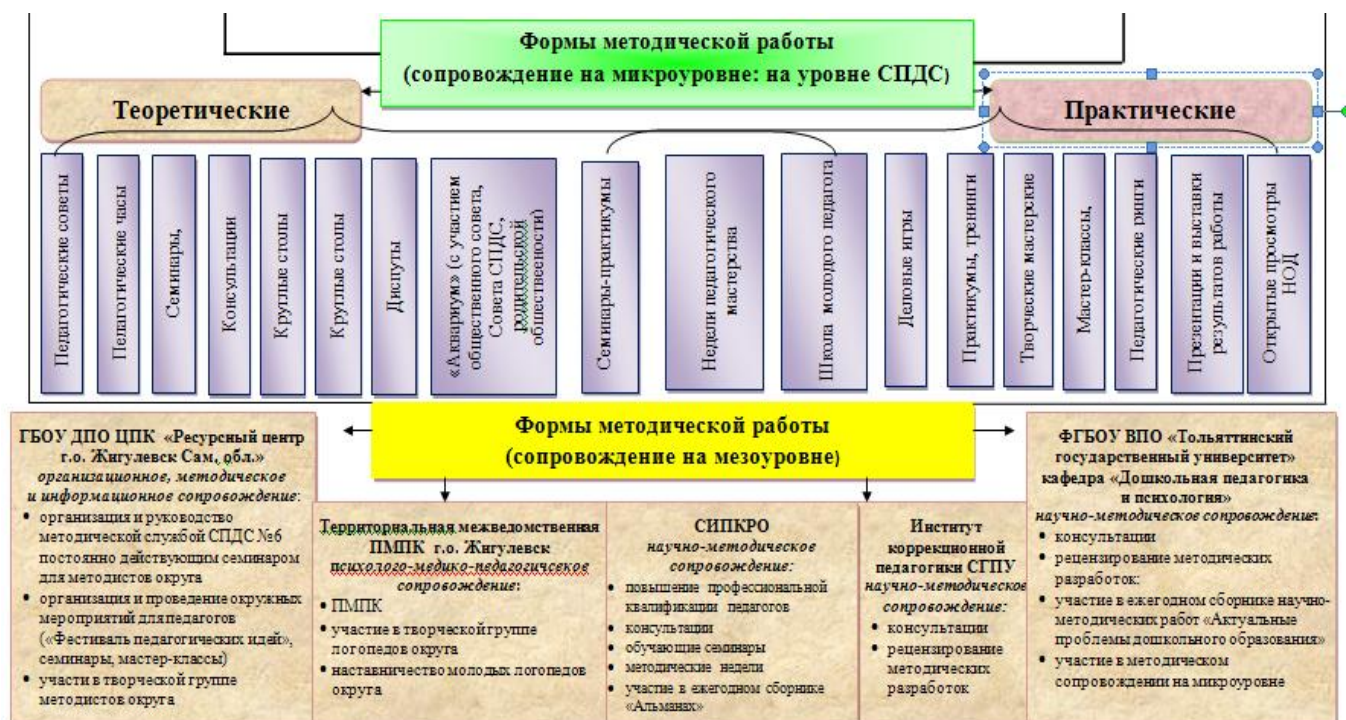 Формы методической работы
(сопровождение на микроуровне: на уровне СПДС)
Теоретические
Практические
Педагогические советы
Педагогические часы
Семинары,
Консультации
Круглые столы
Круглые столы
Диспуты
«Аквариум» (с участием
общественного совета,
Совета СПДС,
родительской
общественности)
Семинары-практикумы
Недели педагогического
мастерства
Школа молодого педагога
Деловые игры
Практикумы, тренинги
Творческие мастерские
Мастер-классы,
Педагогические ринги
Презентации и выставки
результатов работы
Открытые просмотры
НОД
Формы методической работы
(сопровождение на мезоуровне)
ГБОУ ДПО ЦПК «Ресурсный центр
г.о. Жигулевск Сам. обл.»
организационное, методическое
и информационное сопровождение:
• организация и руководство
методической службой СПДС №6
постоянно действующим семинаром
для методистов округа
• организация и проведение окружных
мероприятий для педагогов
(«Фестиваль педагогических идей»,
семинары, мастер-классы)
• участи в творческой группе
методистов округа
Территориальная межведомственная
ПМПК г.о. Жигулевск
психолого-медико-педагогичсекое
сопровождение:
• ПМПК
• участие в творческой группе
логопедов округа
• наставничество молодых логопедов
округа
СИПКРО
научно-методическое
сопровождение:
• повышение профессиональной
квалификации педагогов
• консультации
• обучающие семинары
• методические недели
• участие в ежегодном сборнике
«Альманах»
Институт
коррекционной
педагогики СГПУ
научно-методическое
сопровождение:
• консультации
• рецензирование
методических
разработок
ФГБОУ ВПО «Тольяттинский
государственный университет»
кафедра «Дошкольная педагогика
и психология»
научно-методическое сопровождение:
• консультации
• рецензирование методических
разработок:
• участие в ежегодном сборнике научно-
методических работ «Актуальные
проблемы дошкольного образования»
• участие в методическом
сопровождении на микроуровне